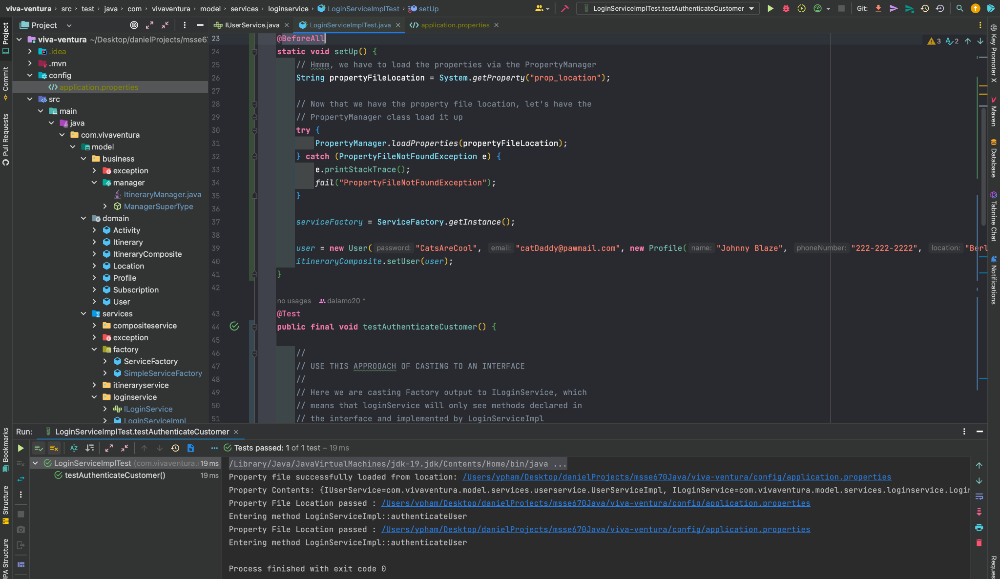 viva-ventura › src › test › java › com › vivaventura › model › services › loginservice › LoginServiceImplTest › setUp
LoginServiceImplTest.testAuthenticateCustomer
Git:
Project
IUserService.java
LoginServiceImplTest.java
application.properties
viva-ventura ~/Desktop/danielProjects/msse67
.idea
.mvn
config
application.properties
src
main
java
com.vivaventura
model
business
exception
manager
ItineraryManager.java
ManagerSuperType
domain
Activity
Itinerary
ItineraryComposite
Location
Profile
Subscription
User
services
compositeservice
exception
factory
ServiceFactory
SimpleServiceFactory
itineraryservice
loginservice
ILoginService
LoginServiceImpl
3 2
23 @BeforeAll
24 static void setUp() {
25 // Hmmm, we have to load the properties via the PropertyManager
26 String propertyFileLocation = System.getProperty("prop_location");
27
28 // Now that we have the property file location, let's have the
29 // PropertyManager class load it up
30 try {
31 PropertyManager.loadProperties(propertyFileLocation);
32 } catch (PropertyFileNotFoundException e) {
33 e.printStackTrace();
34 fail("PropertyFileNotFoundException");
35 }
36
37 serviceFactory = ServiceFactory.getInstance();
38
39 user = new User( password: "CatsAreCool", email: "catDaddy@pawmail.com", new Profile( name: "Johnny Blaze", phoneNumber: "222-222-2222", location: "Berl
40 itineraryComposite.setUser(user);
41 }
42
no usages dalamo20 *
43 @Test
44 public final void testAuthenticateCustomer() {
45
46 //
47 // USE THIS APPROOACH OF CASTING TO AN INTERFACE
48 //
49 // Here we are casting Factory output to ILoginService, which
50 // means that loginService will only see methods declared in
51 // the interface and implemented by LoginServiceImpl
Project
Commit
Pull Requests
Bookmarks
Structure
JPA Structure
Key Promoter X
Maven
Database
Tabnine Chat
Notifications
Reques
Run: LoginServiceImplTest.testAuthenticateCustomer
Tests passed: 1 of 1 test – 19 ms
LoginServiceImplTest (com.vivaventura.r 19 ms
testAuthenticateCustomer() 19 ms
/Library/Java/JavaVirtualMachines/jdk-19.jdk/Contents/Home/bin/java ...
Property file successfully loaded from location: /Users/ypham/Desktop/danielProjects/msse670Java/viva-ventura/config/application.properties
Property Contents: {IUserService=com.vivaventura.model.services.userservice.UserServiceImpl, ILoginService=com.vivaventura.model.services.loginservice.Login
Property File Location passed : /Users/ypham/Desktop/danielProjects/msse670Java/viva-ventura/config/application.properties
Entering method LoginServiceImpl::authenticateUser
Property File Location passed : /Users/ypham/Desktop/danielProjects/msse670Java/viva-ventura/config/application.properties
Entering method LoginServiceImpl::authenticateUser
Process finished with exit code 0